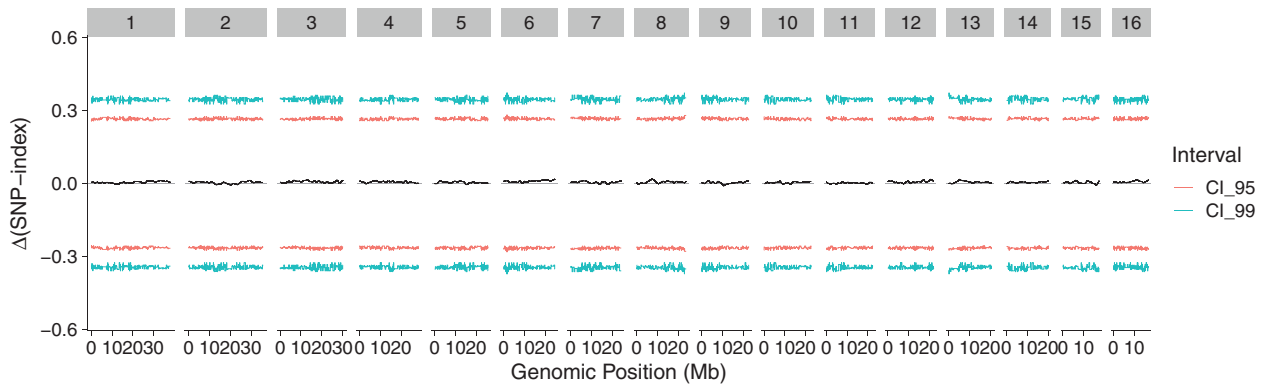 1 2 3 4 5 6 7 8 9 10 11 12 13 14 15 16
0.6
0.3
0.0
−0.3
−0.6
Δ(SNP−index)
0 102030 0 102030 0 102030 0 1020 0 1020 0 1020 0 1020 0 1020 0 1020 0 1020 0 1020 0 1020 0 1020 0 1020 0 10 0 10
Genomic Position (Mb)
Interval
CI_95
CI_99